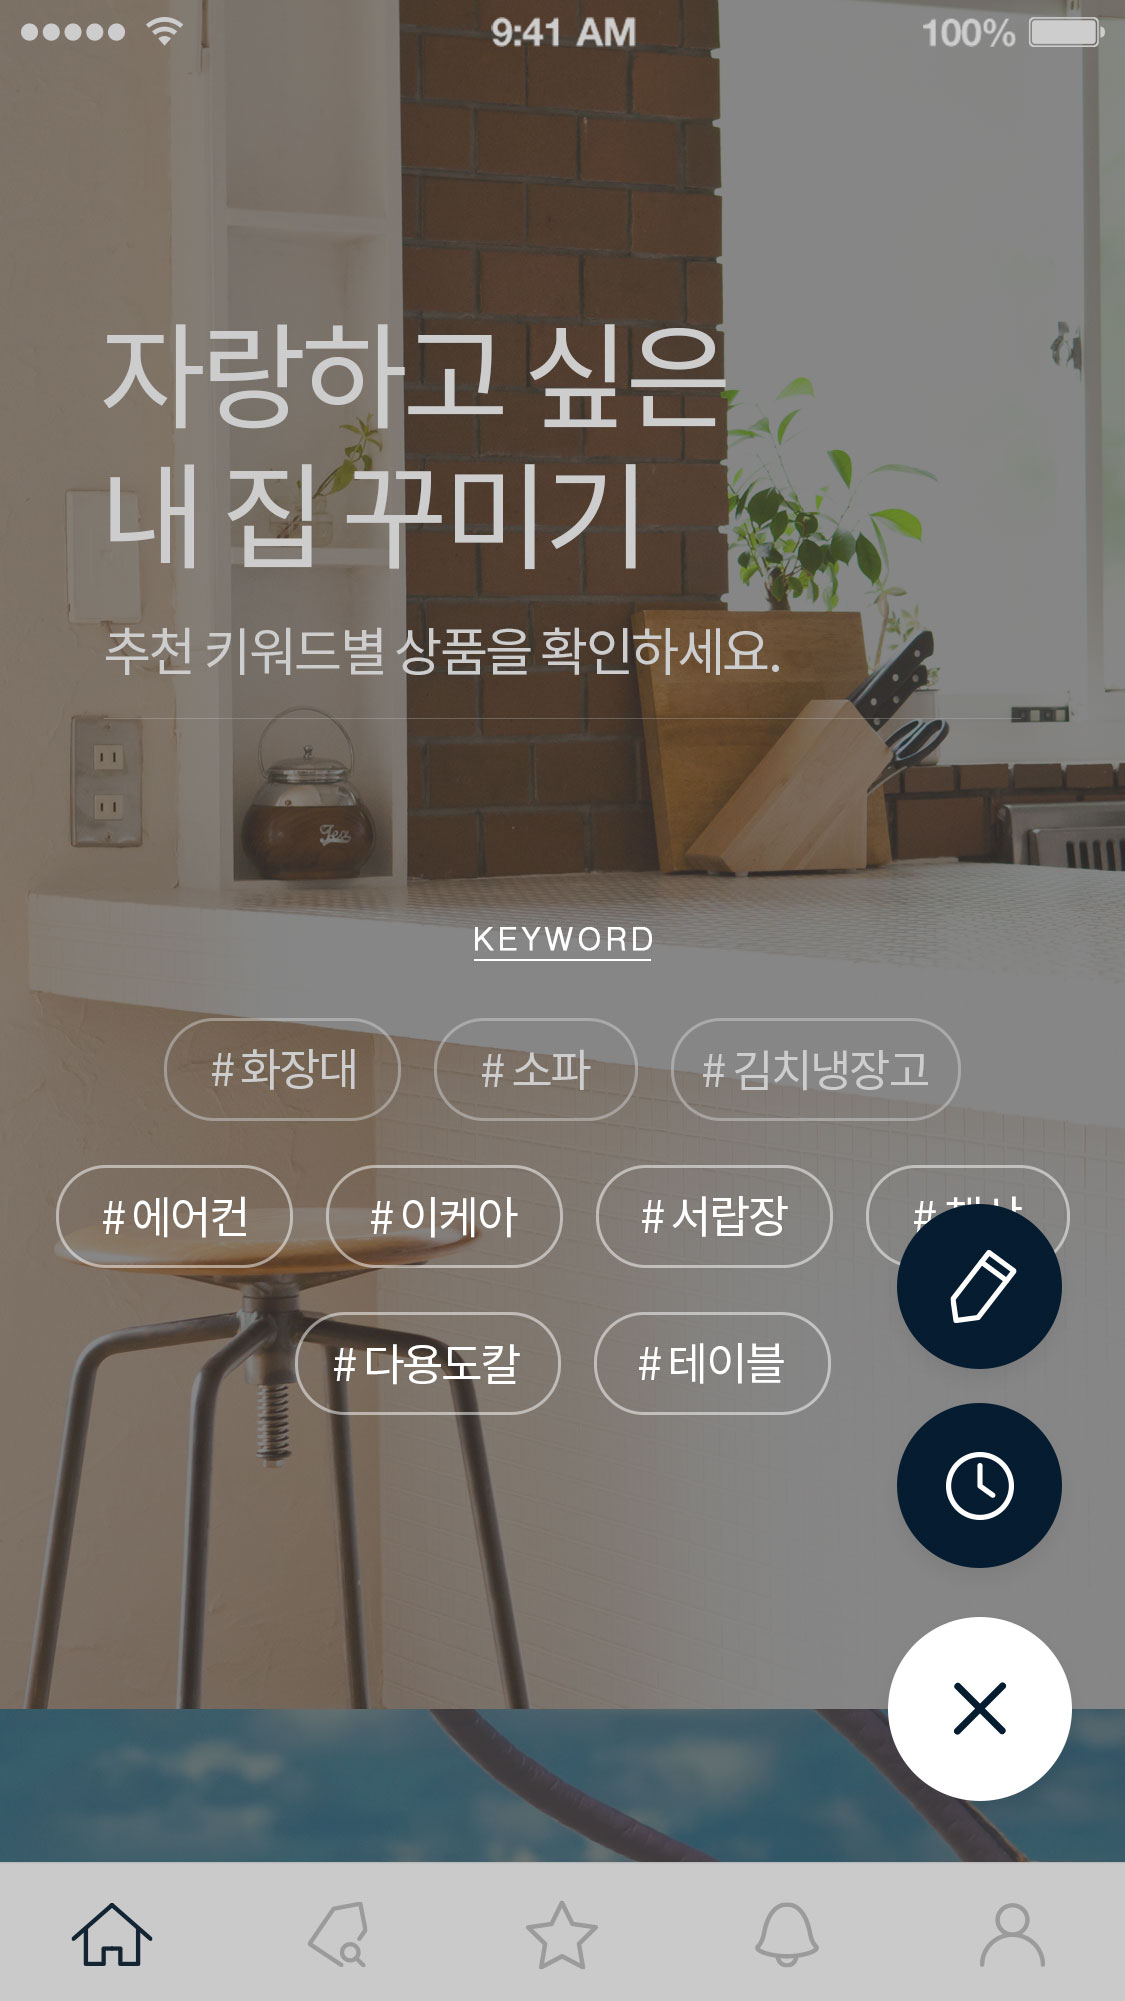 9:41 AM 100%
자랑하고 싶은
내 집 꾸미기
추천 키워드별 상품을 확인하세요.
Tea
KEYWORD
# 화장대 # 소파 # 김치냉장고
# 에어컨 # 이케아 # 서랍장 #
# 다용도칼 # 테이블